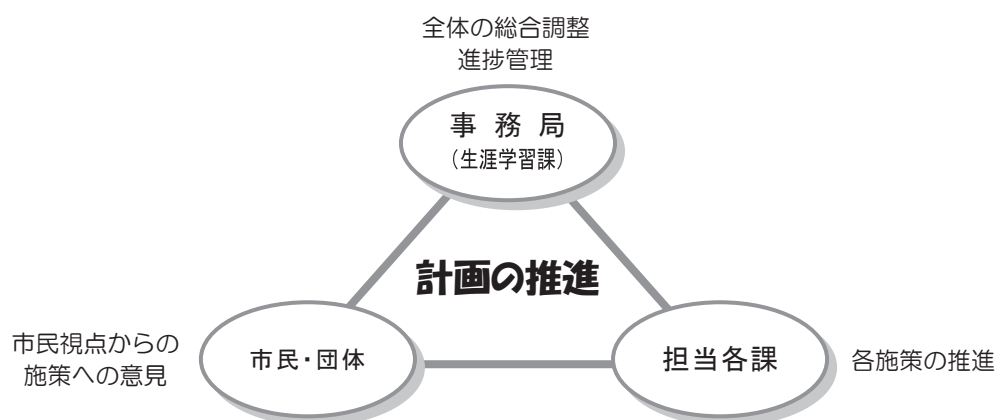 全体の総合調整
進捗管理
事務局
(生涯学習課)
計画の推進
市民視点からの
施策への意見
市民・団体
担当各課
各施策の推進